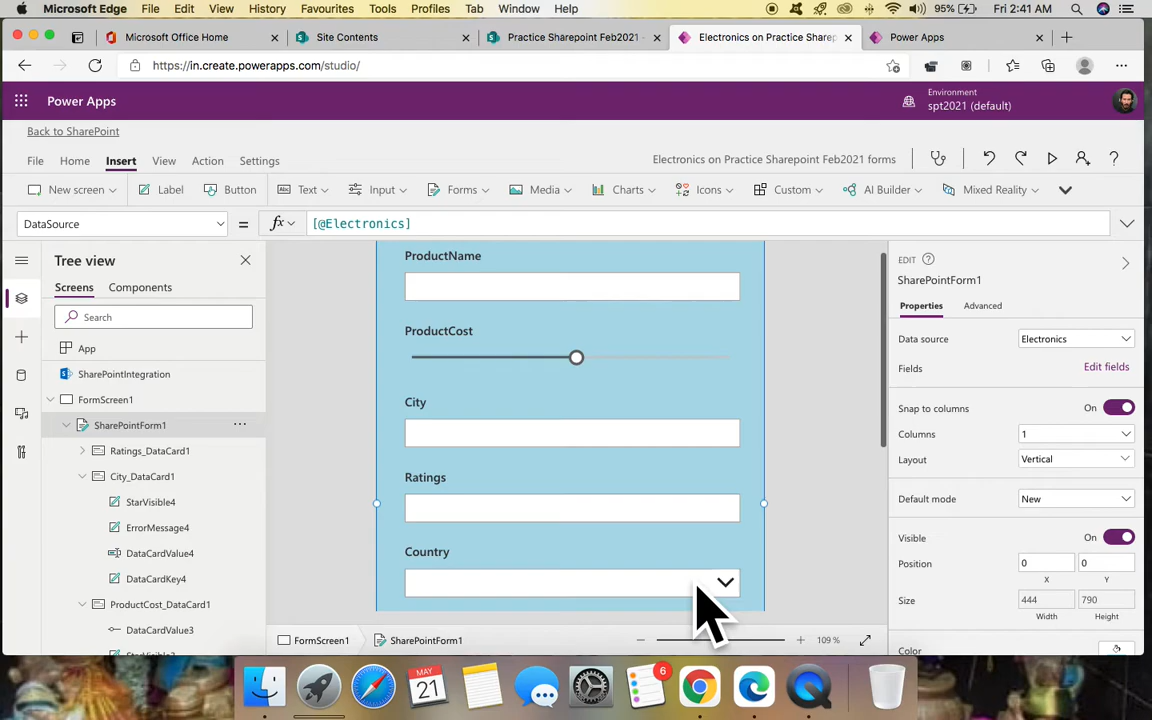 Microsoft Edge File Edit View History Favourites Tools Profiles Tab Window Help 95% Fri 2:41 AM
Microsoft Office Home Site Contents Practice Sharepoint Feb2021 - Electronics on Practice Sharep Power Apps
https://in.create.powerapps.com/studio/
Power Apps
Environment
spt2021 (default)
Back to SharePoint
File Home Insert View Action Settings Electronics on Practice Sharepoint Feb2021 forms
New screen Label Button Text Input Forms Media Charts Icons Custom AI Builder Mixed Reality
DataSource = fx [@Electronics]
Tree view
Screens Components
Search
App
SharePointIntegration
FormScreen1
SharePointForm1
Ratings_DataCard1
City_DataCard1
StarVisible4
ErrorMessage4
DataCardValue4
DataCardKey4
ProductCost_DataCard1
DataCardValue3
ProductName
ProductCost
City
Ratings
Country
FormScreen1 SharePointForm1 109 %
EDIT
SharePointForm1
Properties Advanced
Data source Electronics
Fields Edit fields
Snap to columns On
Columns 1
Layout Vertical
Default mode New
Visible On
Position 0 0
X Y
Size 444 790
Width Height
Color
MAY
21
6